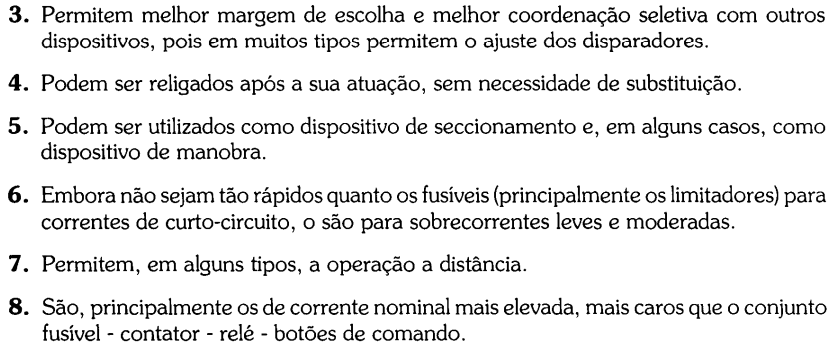 3. Permitem melhor margem de escolha e melhor coordenação seletiva com outros
dispositivos, pois em muitos tipos permitem o ajuste dos disparadores.
4. Podem ser religados após a sua atuação, sem necessidade de substituição.
5. Podem ser utilizados como dispositivo de seccionamento e, em alguns casos, como
dispositivo de manobra.
6. Embora não sejam tão rápidos quanto os fusíveis (principalmente os limitadores) para
correntes de curto-circuito, o são para sobrecorrentes leves e moderadas.
7. Permitem, em alguns tipos, a operação a distância.
8. São, principalmente os de corrente nominal mais elevada, mais caros que o conjunto
fusível - contator - relé - botões de comando.